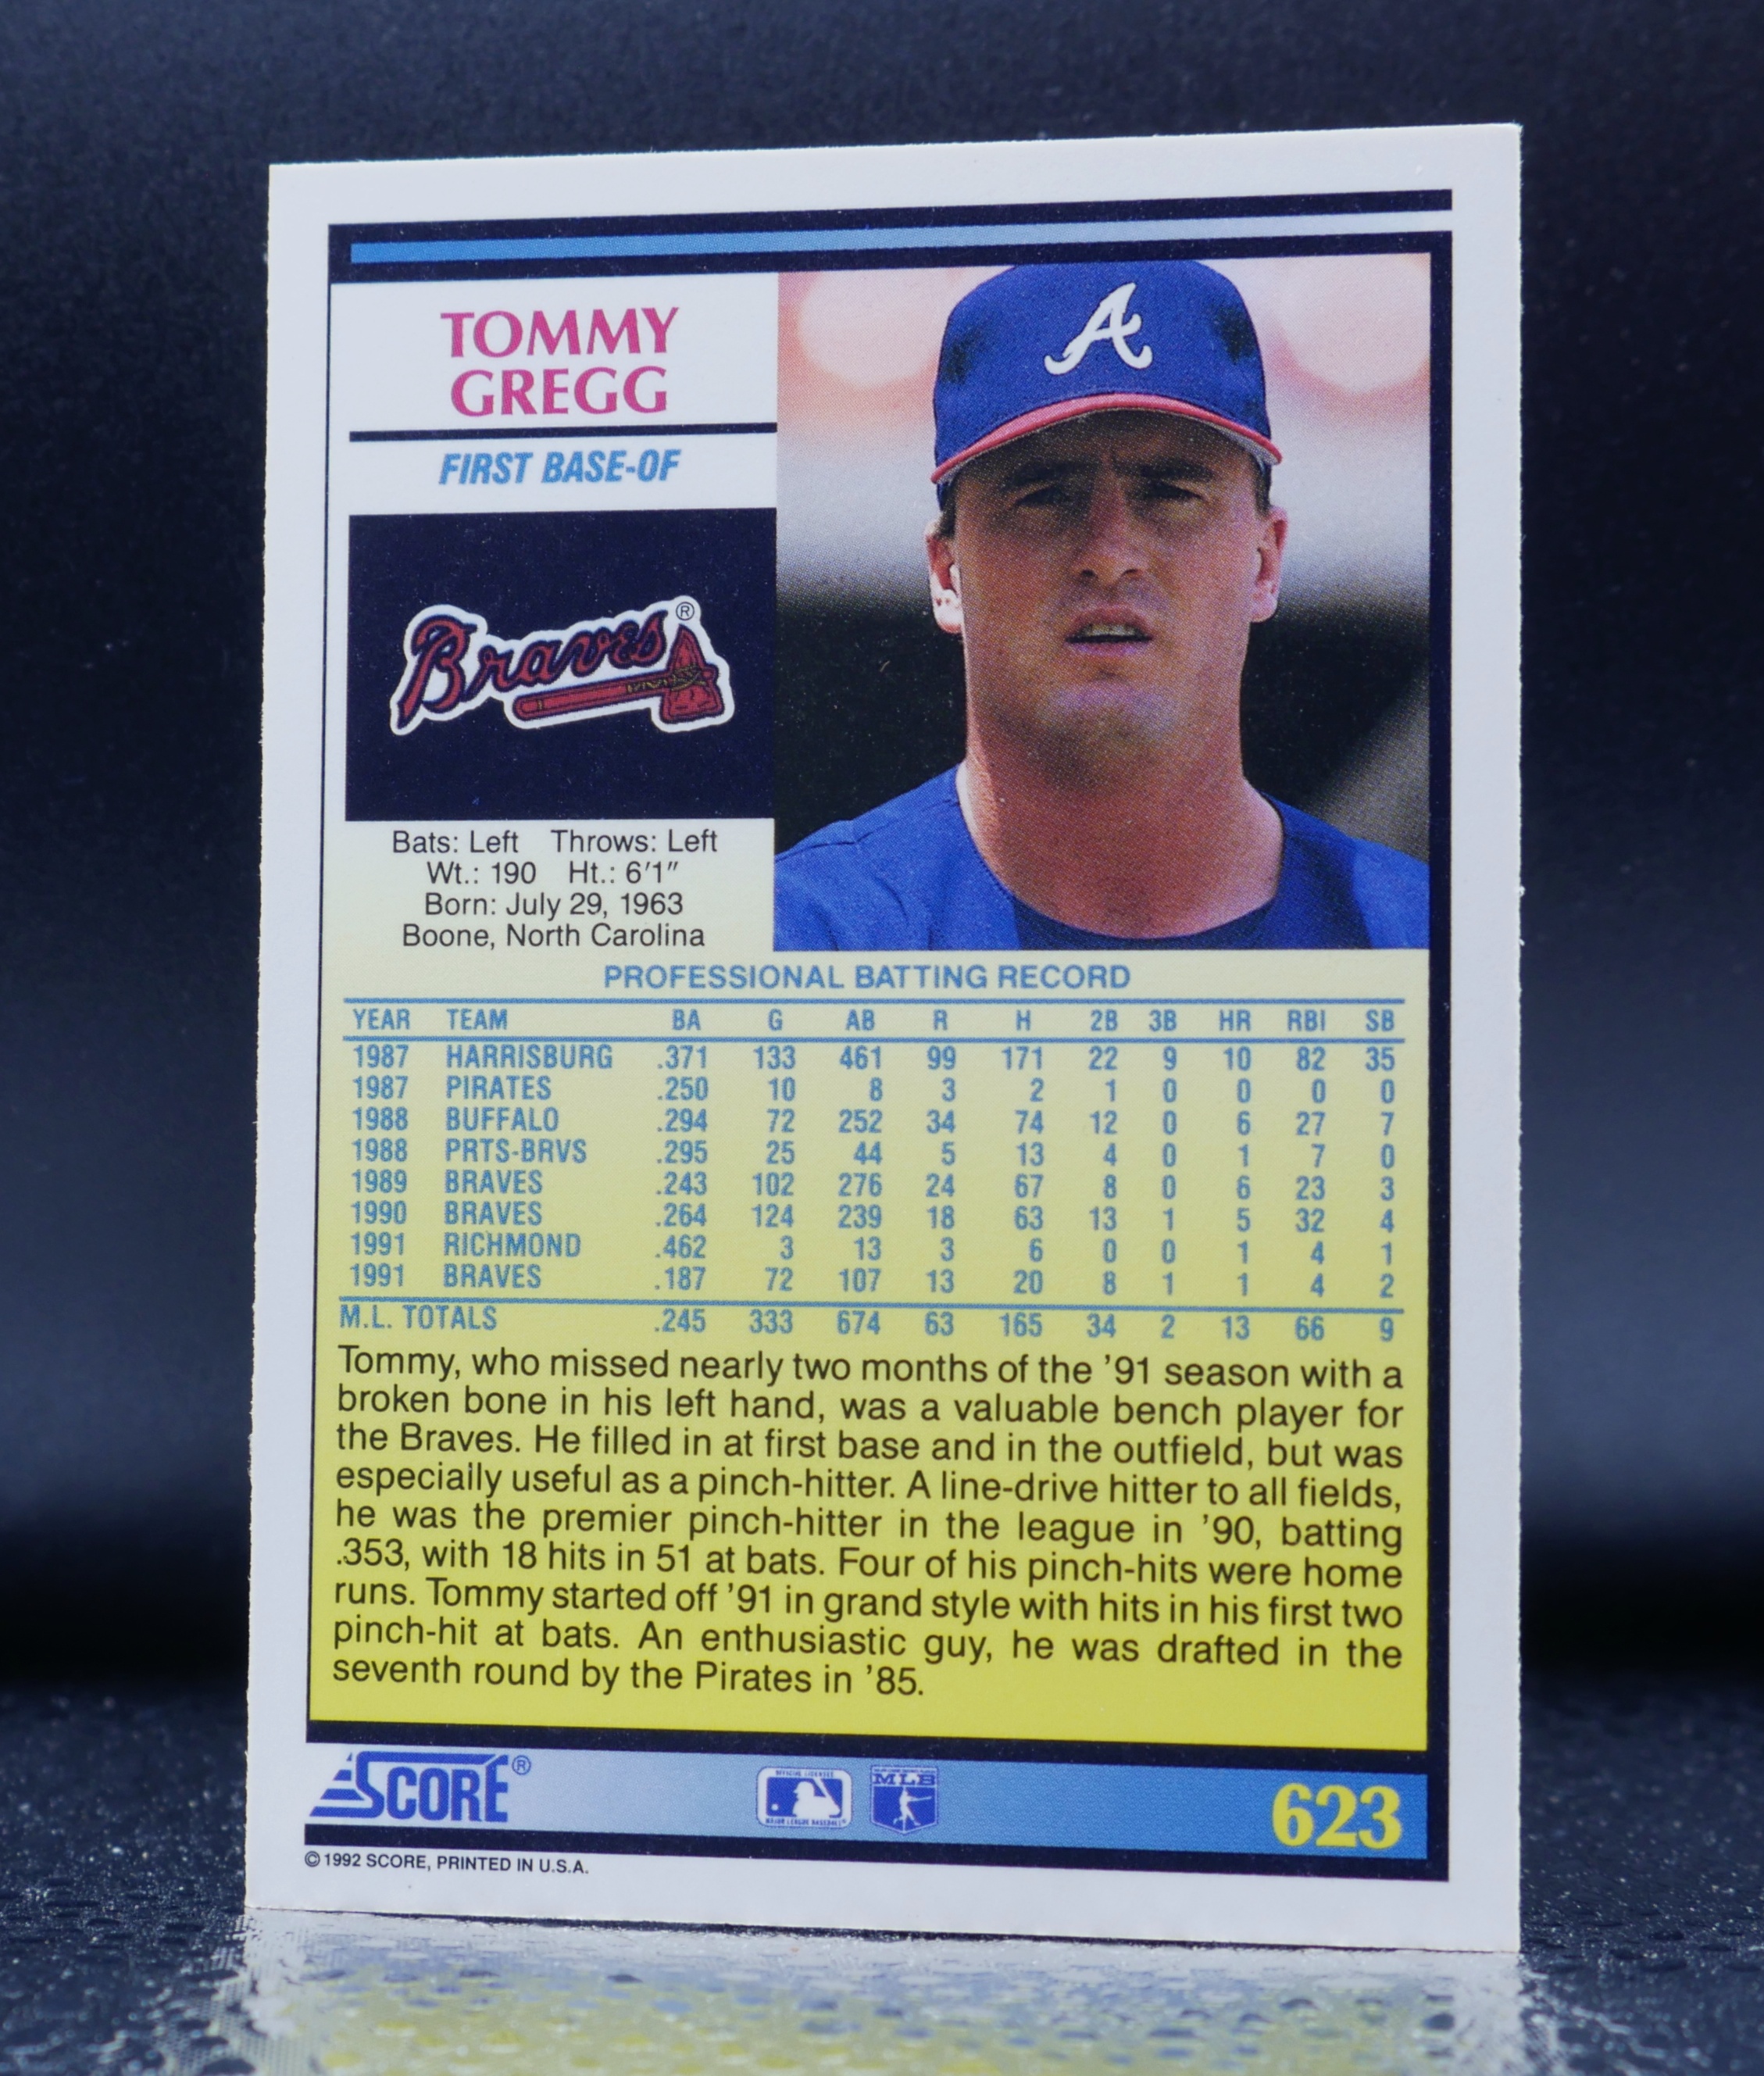 TOMMY
GREGG
FIRST BASE-OF
A
Braves®
Bats: Left Throws: Left
Wt.: 190 Ht.: 6'1"
Born: July 29, 1963
Boone, North Carolina
PROFESSIONAL BATTING RECORD
YEAR TEAM BA G AB R H 2B 3B HR RBI SB
1987 HARRISBURG .371 133 461 99 171 22 9 10 82 35
1987 PIRATES .250 10 8 3 2 1 0 0 0 0
1988 BUFFALO .294 72 252 34 74 12 0 6 27 7
1988 PRTS-BRVS .295 25 44 5 13 4 0 1 7 0
1989 BRAVES .243 102 276 24 67 8 0 6 23 3
1990 BRAVES .264 124 239 18 63 13 1 5 32 4
1991 RICHMOND .462 3 13 3 6 0 0 1 4 1
1991 BRAVES .187 72 107 13 20 8 1 1 4 2
M.L. TOTALS .245 333 674 63 165 34 2 13 66 9
Tommy, who missed nearly two months of the '91 season with a
broken bone in his left hand, was a valuable bench player for
the Braves. He filled in at first base and in the outfield, but was
especially useful as a pinch-hitter. A line-drive hitter to all fields,
he was the premier pinch-hitter in the league in '90, batting
.353, with 18 hits in 51 at bats. Four of his pinch-hits were home
runs. Tommy started off '91 in grand style with hits in his first two
pinch-hit at bats. An enthusiastic guy, he was drafted in the
seventh round by the Pirates in '85.
SCORE®
OFFICIAL LICENSEE
MAJOR LEAGUE BASEBALL
MLB
623
©1992 SCORE, PRINTED IN U.S.A.